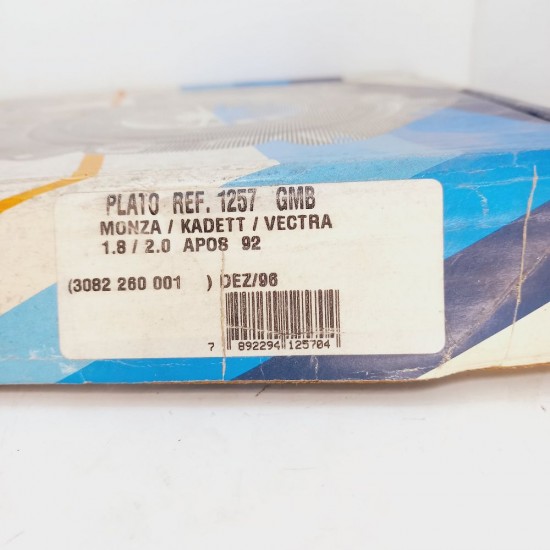 PLATO REF. 1257 GMB
MONZA / KADETT / VECTRA
1.8 / 2.0 APOS 92
(3082 260 001 ) DEZ/96
7 892294 125704